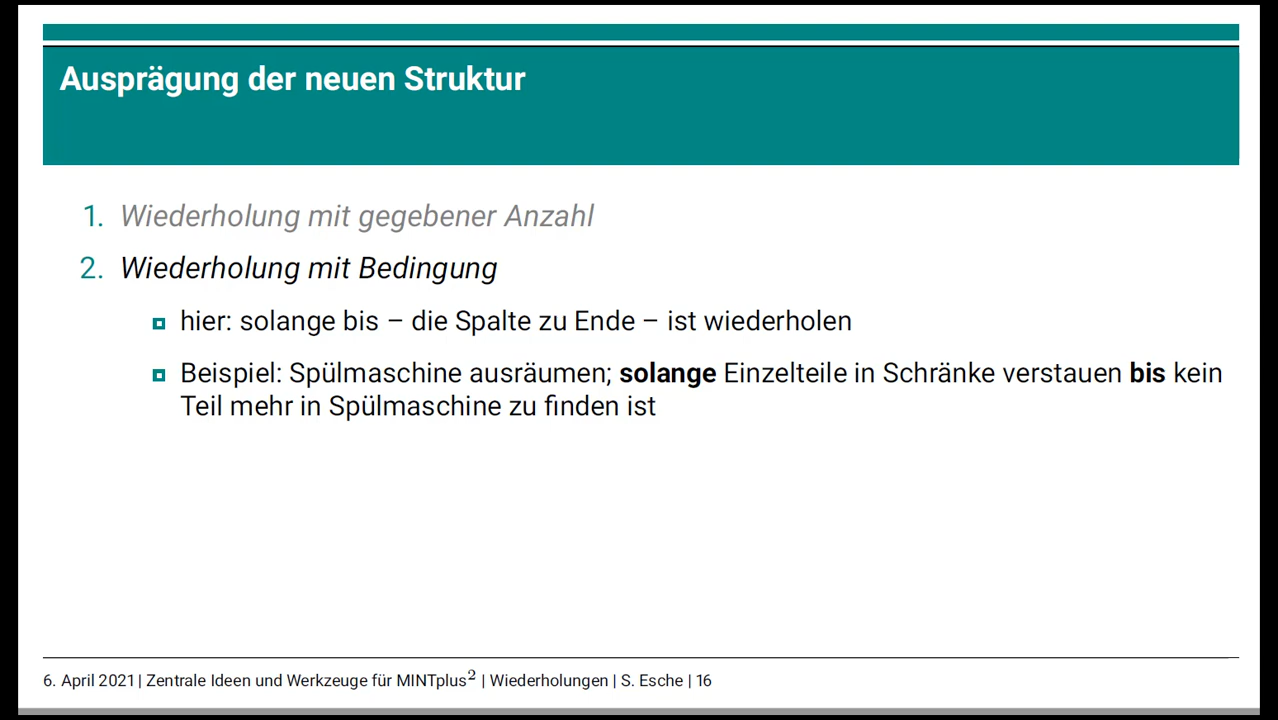 Ausprägung der neuen Struktur
1. Wiederholung mit gegebener Anzahl
2. Wiederholung mit Bedingung
hier: solange bis – die Spalte zu Ende – ist wiederholen
Beispiel: Spülmaschine ausräumen; solange Einzelteile in Schränke verstauen bis kein
Teil mehr in Spülmaschine zu finden ist
6. April 2021 | Zentrale Ideen und Werkzeuge für MINTplus² | Wiederholungen | S. Esche | 16